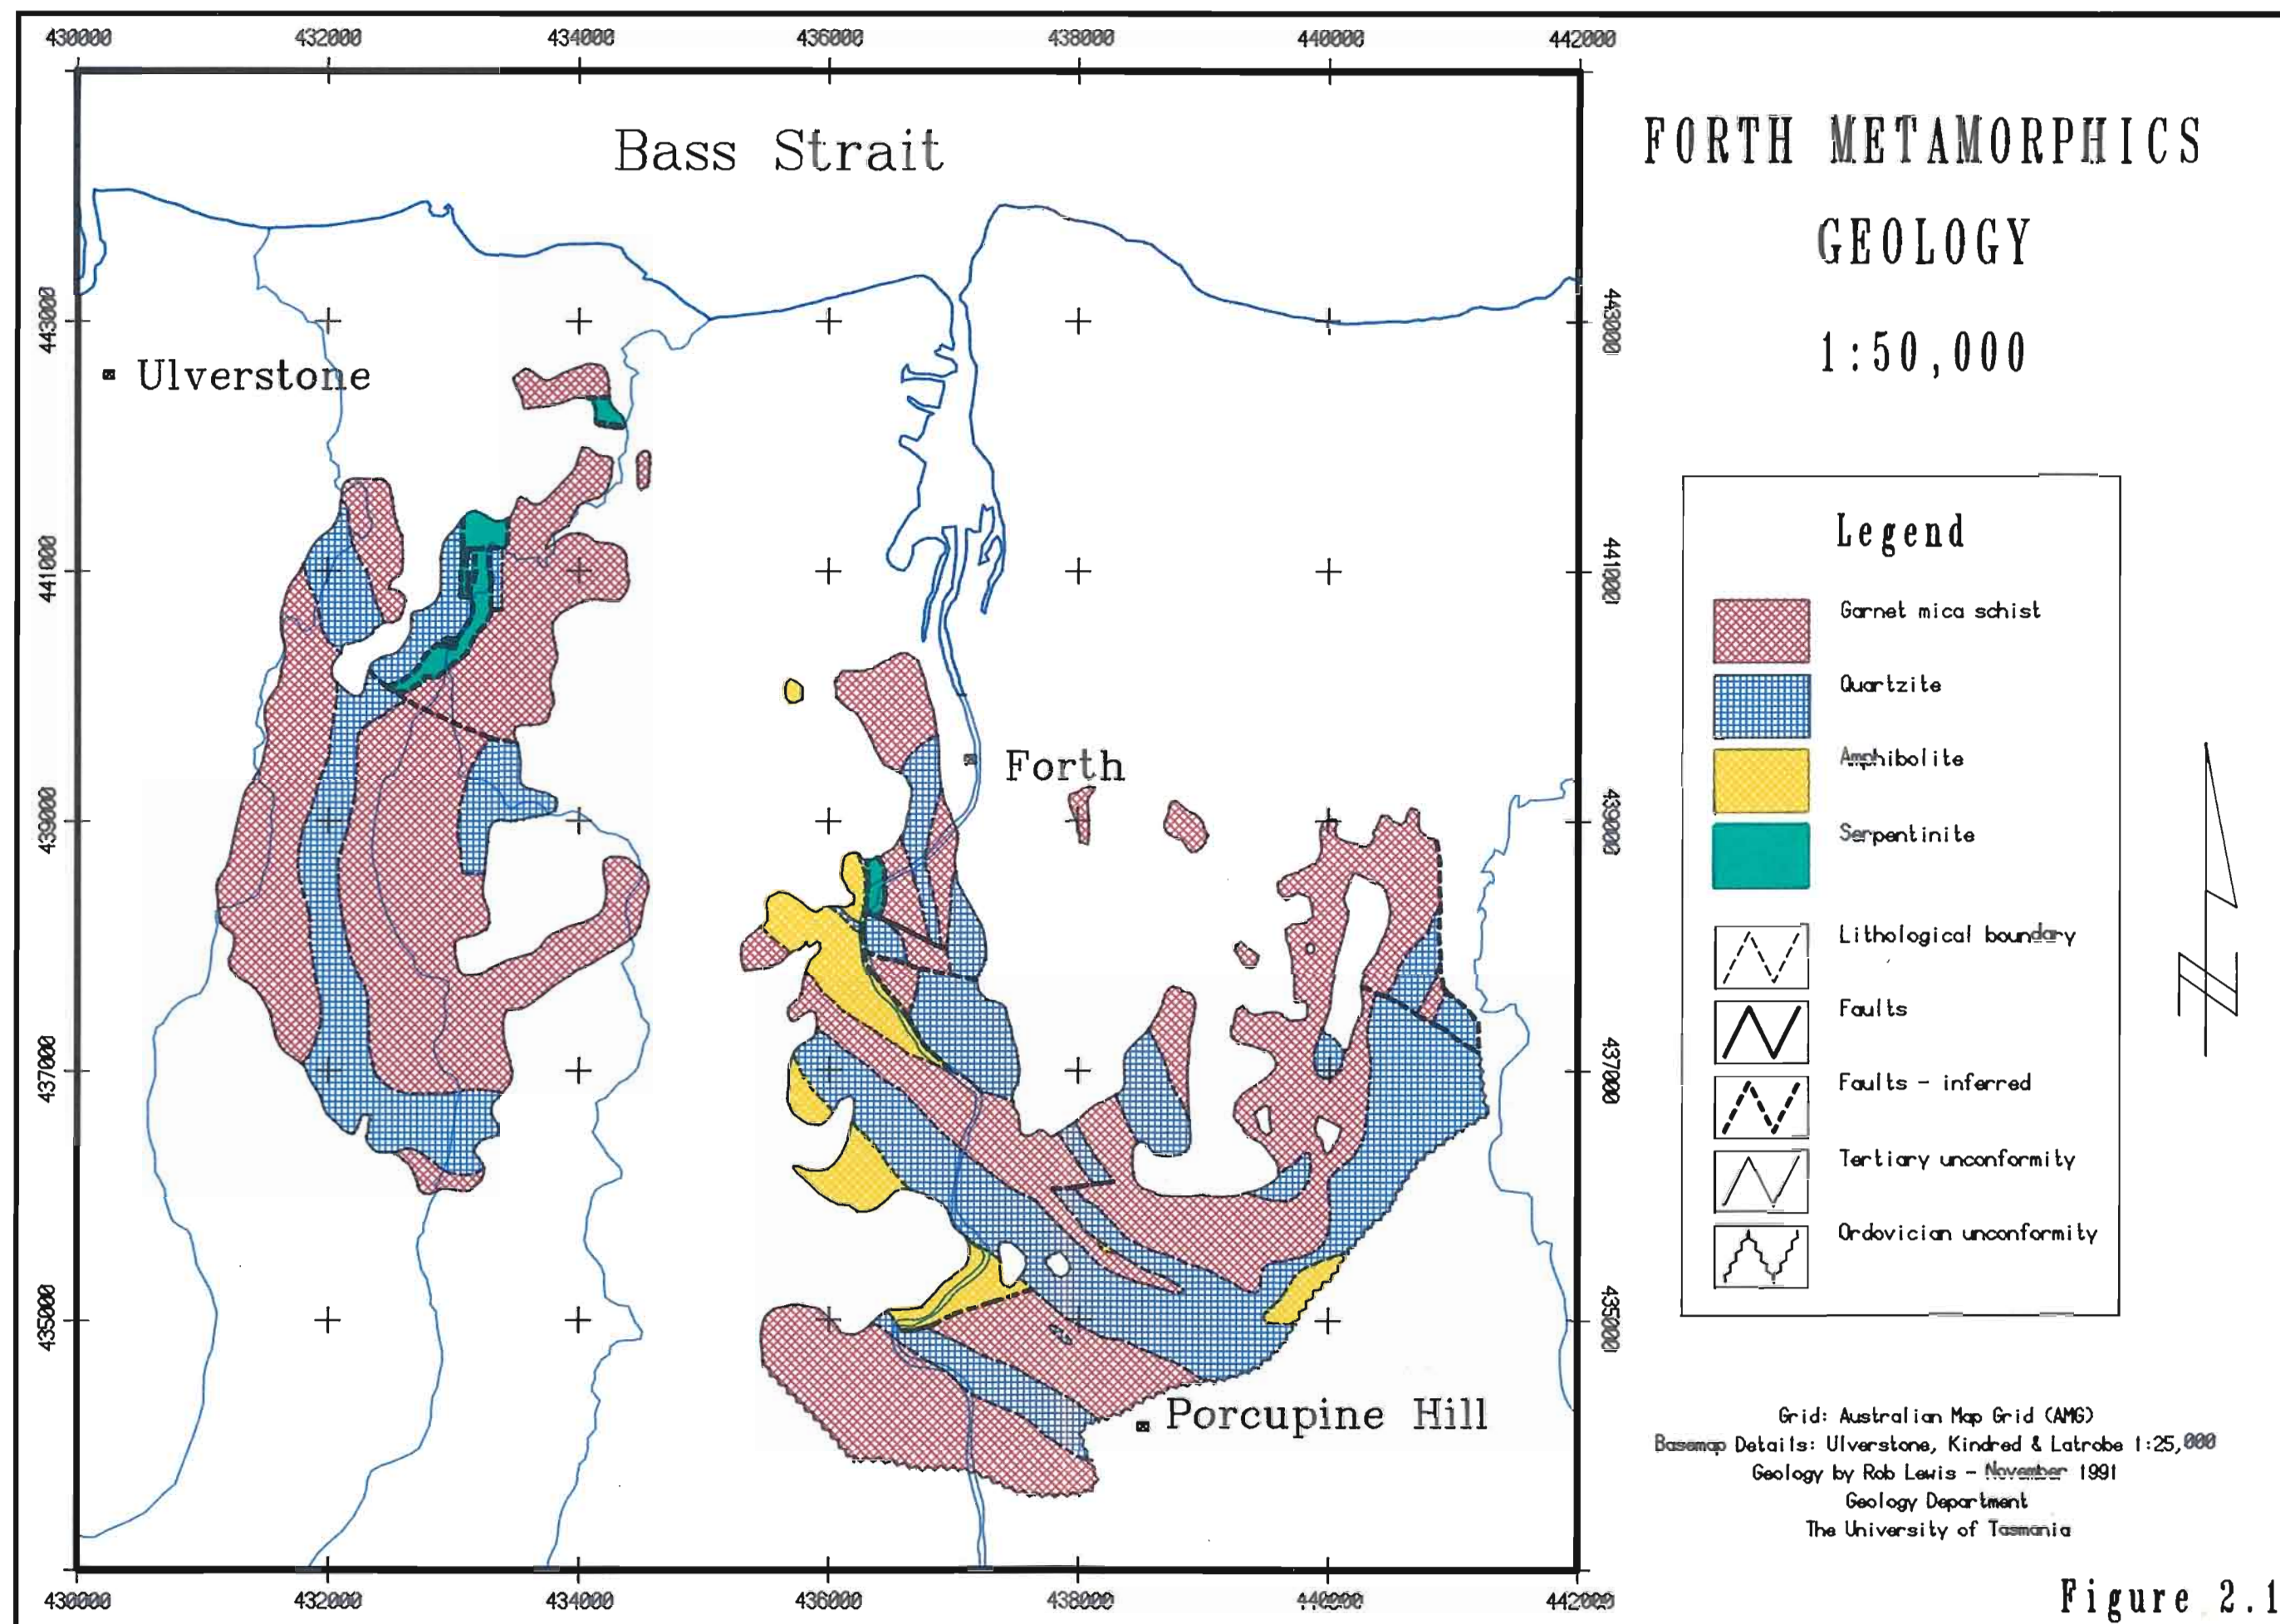 430000 432000 434000 436000 438000 440000 442000
Bass Strait
443000
443000
Ulverstone
441000
441000
Forth
439000
439000
437000
437000
435000
435000
Porcupine Hill
430000 432000 434000 436000 438000 440000 442000
FORTH METAMORPHICS
GEOLOGY
1:50,000
Legend
Garnet mica schist
Quartzite
Amphibolite
Serpentinite
Lithological boundary
Faults
Faults - inferred
Tertiary unconformity
Ordovician unconformity
N
Grid: Australian Map Grid (AMG)
Basemap Details: Ulverstone, Kindred & Latrobe 1:25,000
Geology by Rob Lewis - November 1991
Geology Department
The University of Tasmania
Figure 2.1